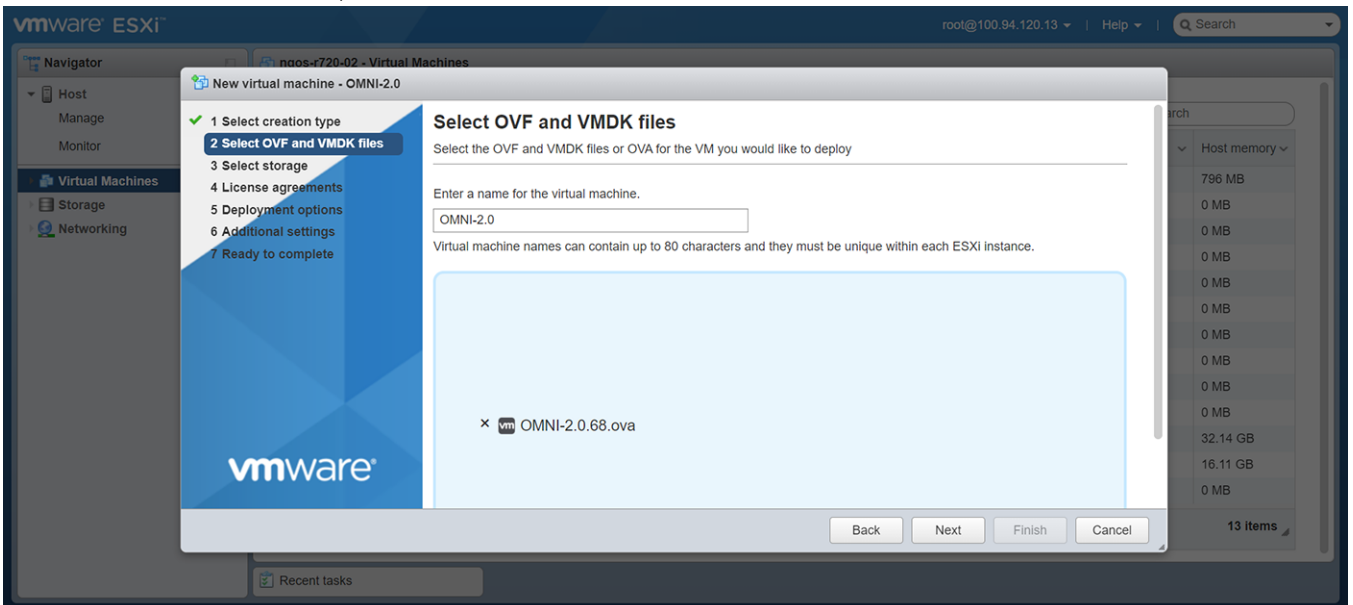 vmware ESXi™
root@100.94.120.13
Help
Search
Navigator
ngos-r720-02 - Virtual Machines
Host
Manage
Monitor
Virtual Machines
Storage
Networking
New virtual machine - OMNI-2.0
1 Select creation type
2 Select OVF and VMDK files
3 Select storage
4 License agreements
5 Deployment options
6 Additional settings
7 Ready to complete
vmware®
Select OVF and VMDK files
Select the OVF and VMDK files or OVA for the VM you would like to deploy
Enter a name for the virtual machine.
OMNI-2.0
Virtual machine names can contain up to 80 characters and they must be unique within each ESXi instance.
vm OMNI-2.0.68.ova
Back
Next
Finish
Cancel
Host memory
796 MB
0 MB
0 MB
0 MB
0 MB
0 MB
0 MB
0 MB
0 MB
0 MB
32.14 GB
16.11 GB
0 MB
13 items
Recent tasks